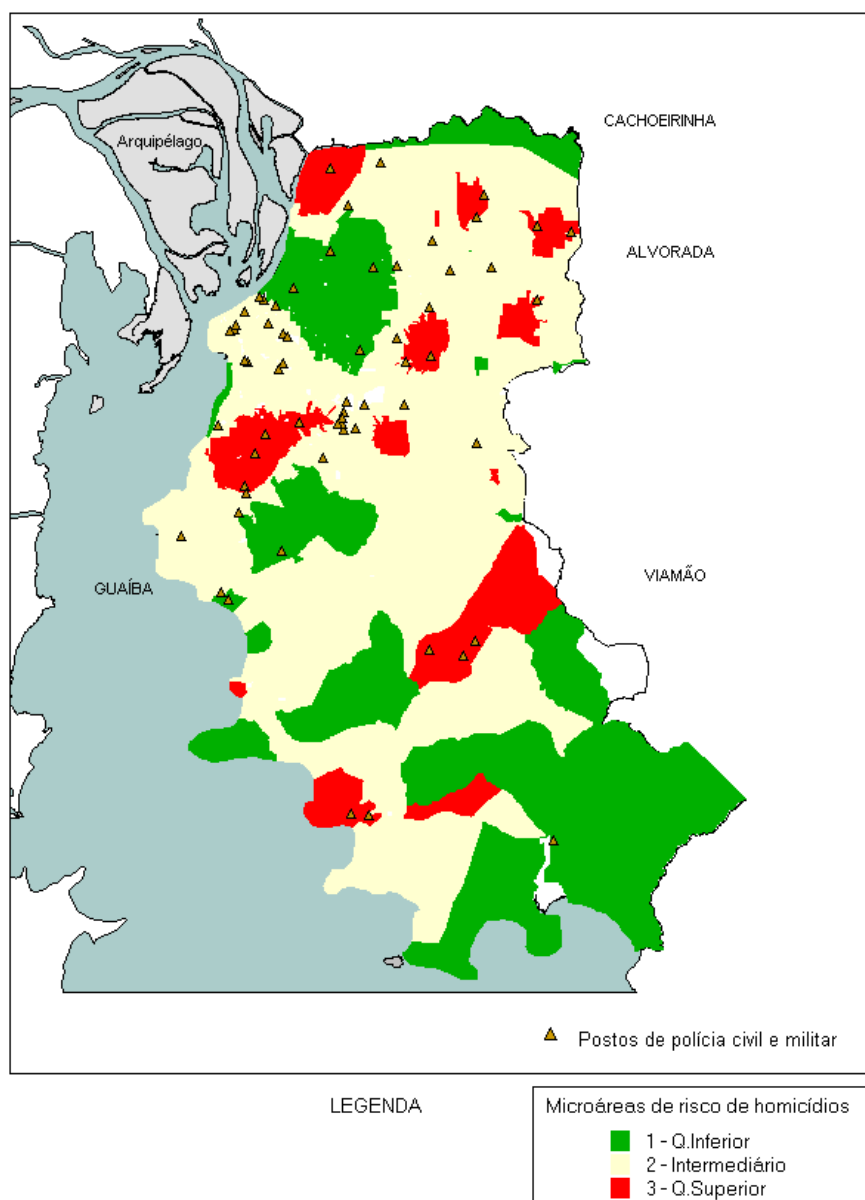 CACHOEIRINHA
Arquipélago
ALVORADA
VIAMÃO
GUAÍBA
Postos de polícia civil e militar
LEGENDA
Microáreas de risco de homicídios
1 - Q.Inferior
2 - Intermediário
3 - Q.Superior